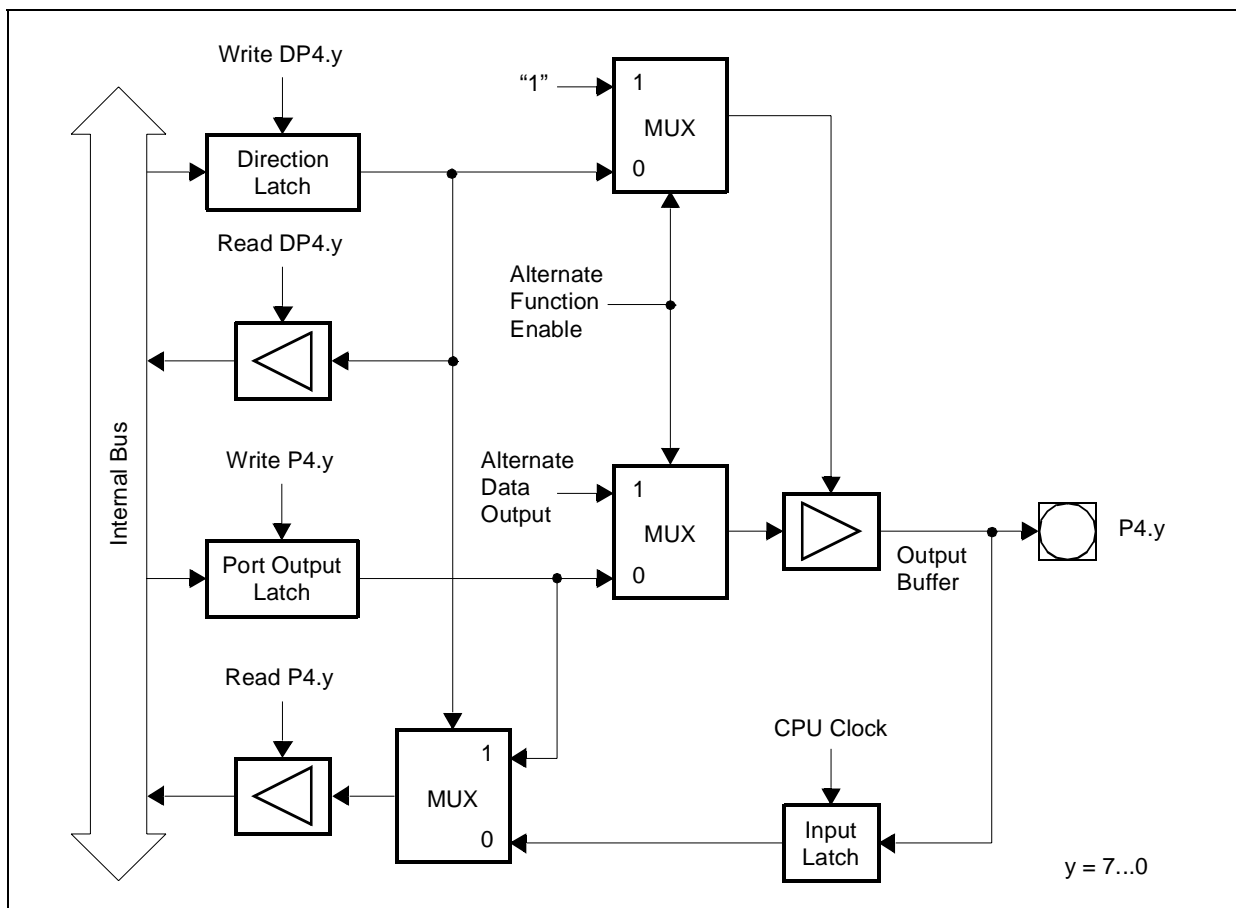 Write DP4.y
“1”
1
MUX
0
Direction
Latch
Read DP4.y
Alternate
Function
Enable
Internal Bus
Write P4.y
Alternate
Data
Output
1
MUX
0
Port Output
Latch
Output
Buffer
P4.y
Read P4.y
CPU Clock
1
MUX
0
Input
Latch
y = 7...0